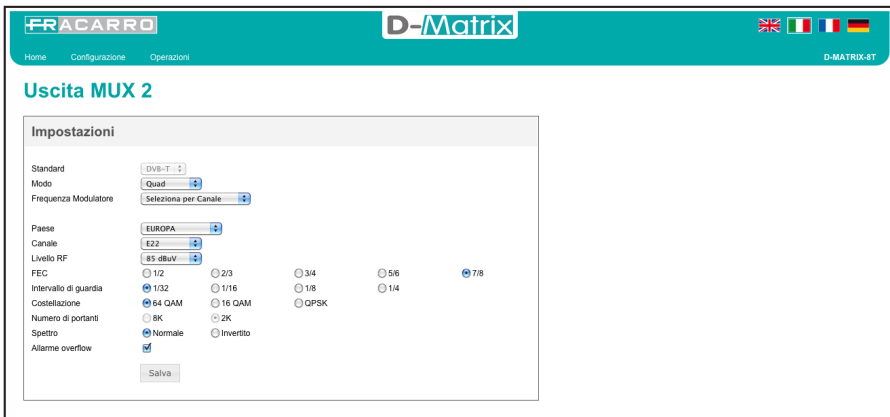 FRACARRO
D-Matrix
Home Configurazione Operazioni
D-MATRIX-8T
Uscita MUX 2
Impostazioni
Standard DVB-T
Modo Quad
Frequenza Modulatore Seleziona per Canale
Paese EUROPA
Canale E22
Livello RF 85 dBuV
FEC 1/2 2/3 3/4 5/6 7/8
Intervallo di guardia 1/32 1/16 1/8 1/4
Costellazione 64 QAM 16 QAM QPSK
Numero di portanti 8K 2K
Spettro Normale Invertito
Allarme overflow
Salva